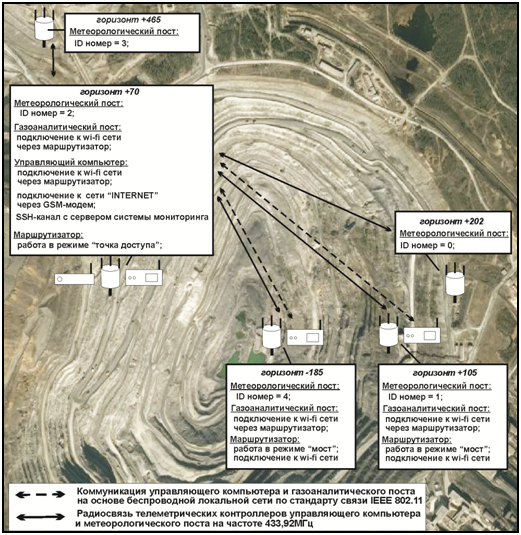 горизонт +465
Метеорологический пост:
ID номер = 3;
горизонт +70
Метеорологический пост:
ID номер = 2;
Газоаналитический пост:
подключение к wi-fi сети
через маршрутизатор;
Управляющий компьютер:
подключение к wi-fi сети
через маршрутизатор;
подключение к сети “INTERNET”
через GSM-модем;
SSH-канал с сервером системы мониторинга
Маршрутизатор:
работа в режиме “точка доступа”;
горизонт +202
Метеорологический пост:
ID номер = 0;
горизонт -185
Метеорологический пост:
ID номер = 4;
Газоаналитический пост:
подключение к wi-fi сети
через маршрутизатор;
Маршрутизатор:
работа в режиме “мост”;
подключение к wi-fi сети
горизонт +105
Метеорологический пост:
ID номер = 1;
Газоаналитический пост:
подключение к wi-fi сети
через маршрутизатор;
Маршрутизатор:
работа в режиме “мост”;
подключение к wi-fi сети
Коммуникация управляющего компьютера и газоаналитического поста
на основе беспроводной локальной сети по стандарту связи IEEE 802.11
Радиосвязь телеметрических контроллеров управляющего компьютера
и метеорологического поста на частоте 433,92МГц